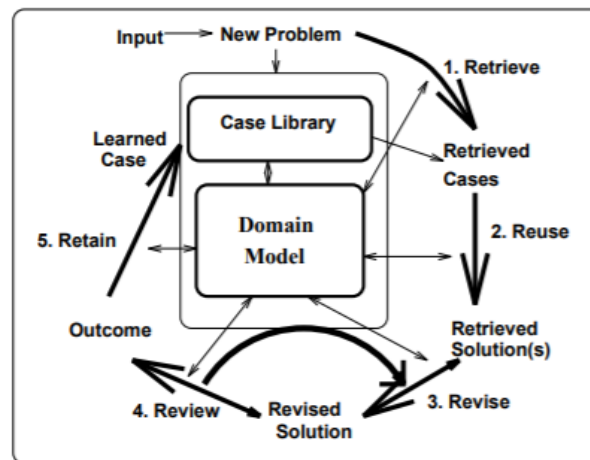 Input
New Problem
1. Retrieve
Case Library
Learned
Case
Retrieved
Cases
Domain
Model
5. Retain
2. Reuse
Outcome
Retrieved
Solution(s)
4. Review
Revised
Solution
3. Revise